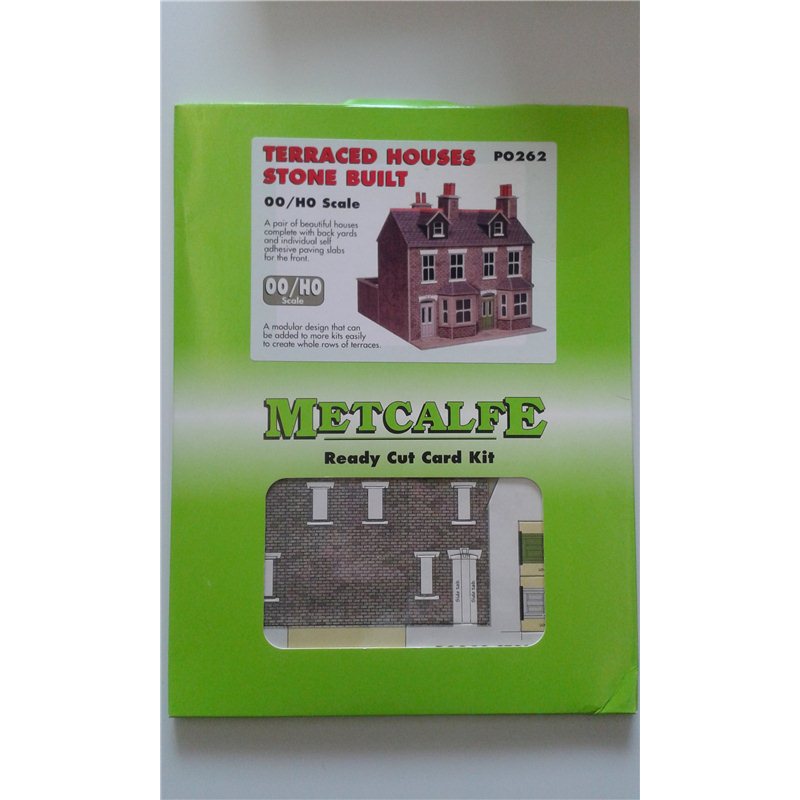 TERRACED HOUSES PO262
STONE BUILT
OO/HO Scale
A pair of beautiful houses
complete with back yards
and individual self
adhesive paving slabs
for the front.
OO/HO
Scale
A modular design that can
be added to more kits easily
to create whole rows of terraces.
METCALFE
Ready Cut Card Kit